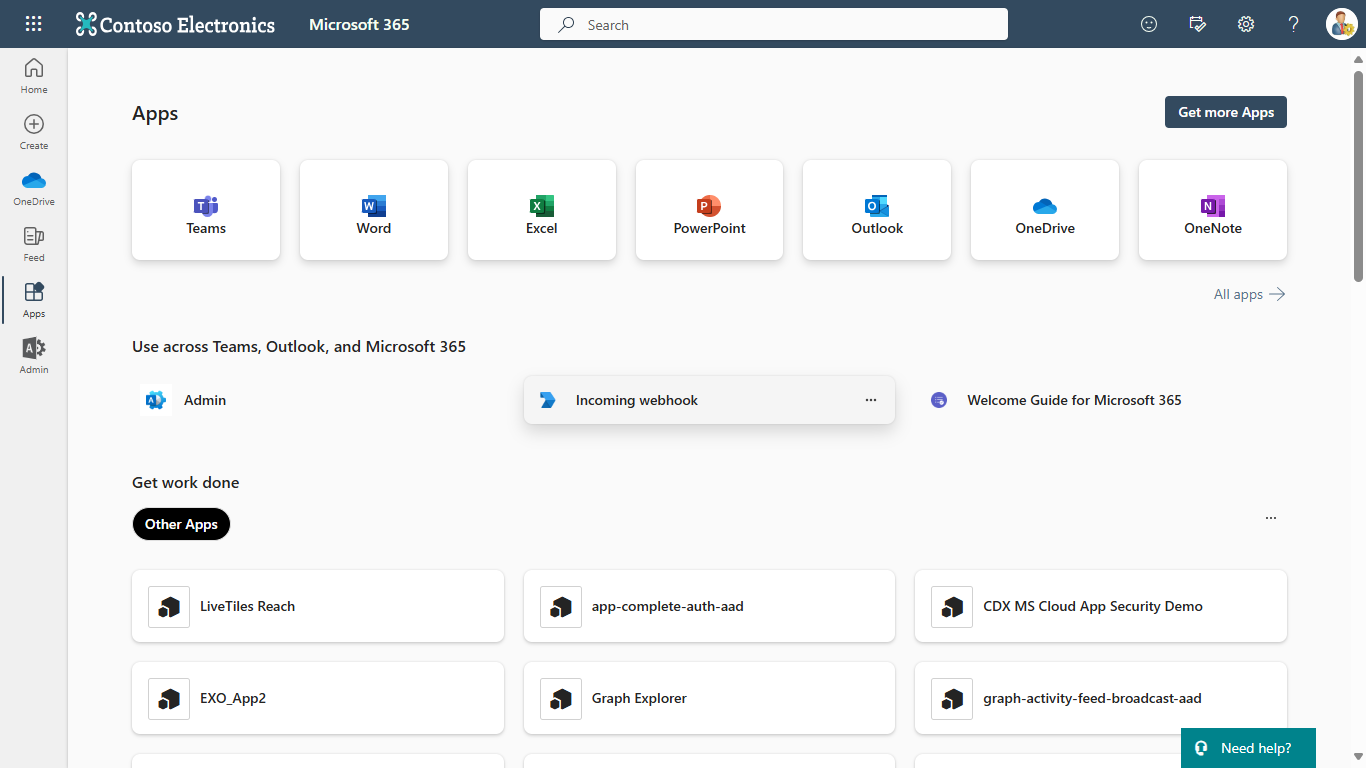 Contoso Electronics Microsoft 365 Search
Home
Create
OneDrive
Feed
Apps
Admin
Apps Get more Apps
Teams Word Excel PowerPoint Outlook OneDrive OneNote
All apps
Use across Teams, Outlook, and Microsoft 365
Admin Incoming webhook Welcome Guide for Microsoft 365
Get work done
Other Apps
LiveTiles Reach app-complete-auth-aad CDX MS Cloud App Security Demo
EXO_App2 Graph Explorer graph-activity-feed-broadcast-aad
Need help?